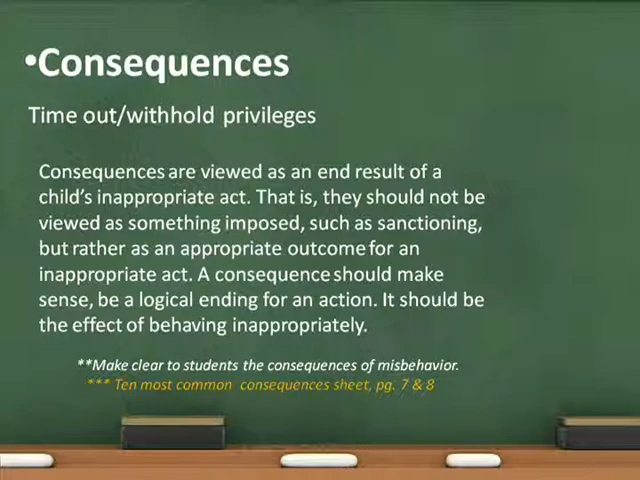 •Consequences
Time out/withhold privileges
Consequences are viewed as an end result of a
child's inappropriate act. That is, they should not be
viewed as something imposed, such as sanctioning,
but rather as an appropriate outcome for an
inappropriate act. A consequence should make
sense, be a logical ending for an action. It should be
the effect of behaving inappropriately.
**Make clear to students the consequences of misbehavior.
*** Ten most common consequences sheet, pg. 7 & 8